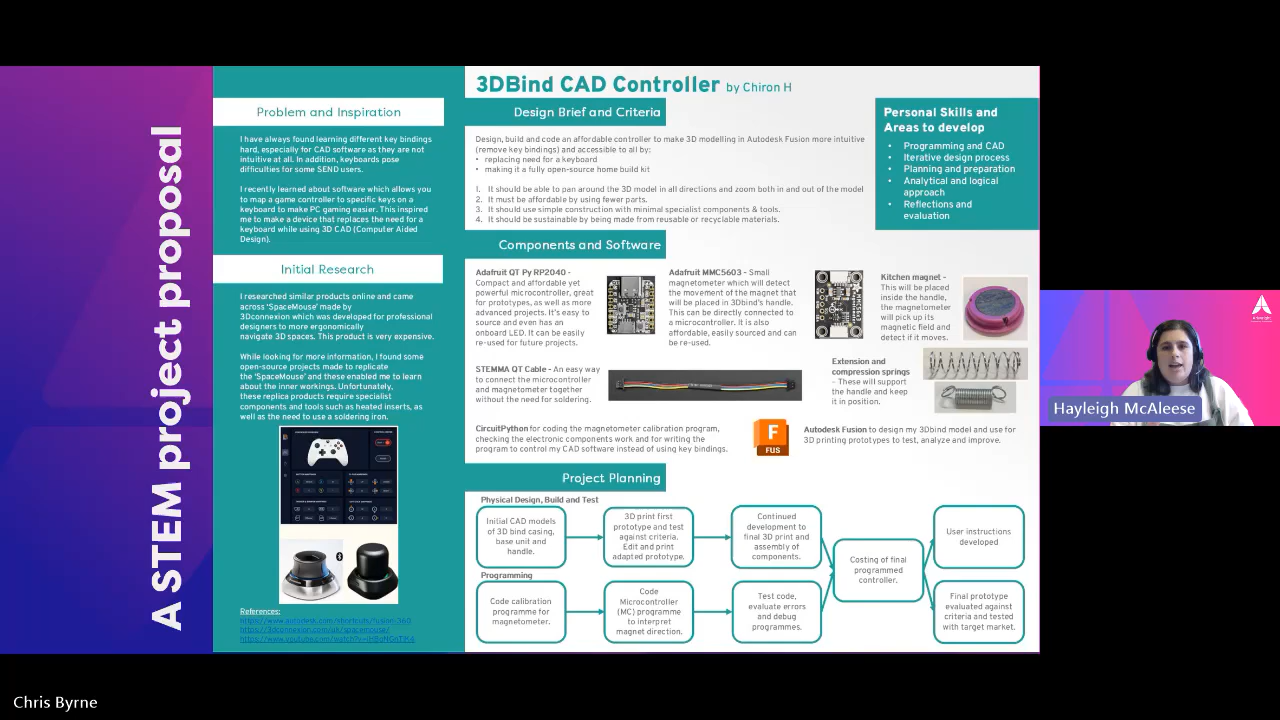 A STEM project proposal
3DBind CAD Controller by Chiron H
Problem and Inspiration
I have always found learning different key bindings
hard, especially for CAD software as they are not
intuitive at all. In addition, keyboards pose
difficulties for some SEND users.
I recently learned about software which allows you
to map a game controller to specific keys on a
keyboard to make PC gaming easier. This inspired
me to make a device that replaces the need for a
keyboard while using 3D CAD (Computer Aided
Design).
Initial Research
I researched similar products online and came
across 'SpaceMouse' made by
3Dconnexion which was developed for professional
designers to more ergonomically
navigate 3D spaces. This product is very expensive.
While looking for more information, I found some
open-source projects made to replicate
the 'SpaceMouse' and these enabled me to learn
about the inner workings. Unfortunately,
these replica products require specialist
components and tools such as heated inserts, as
well as the need to use a soldering iron.
References:
https://www.autodesk.com/shortcuts/fusion-360
https://3dconnexion.com/uk/spacemouse/
Design Brief and Criteria
Design, build and code an affordable controller to make 3D modelling in Autodesk Fusion more intuitive
(remove key bindings) and accessible to all by:
• replacing need for a keyboard
• making it a fully open-source home build kit
1. It should be able to pan around the 3D model in all directions and zoom both in and out of the model
2. It must be affordable by using fewer parts.
3. It should use simple construction with minimal specialist components & tools.
4. It should be sustainable by being made from reusable or recyclable materials.
Personal Skills and
Areas to develop
• Programming and CAD
• Iterative design process
• Planning and preparation
• Analytical and logical
approach
• Reflections and
evaluation
Components and Software
Adafruit QT Py RP2040 -
Compact and affordable yet
powerful microcontroller, great
for prototypes, as well as more
advanced projects. It's easy to
source and even has an
onboard LED. It can be easily
re-used for future projects.
Adafruit MMC5603 - Small
magnetometer which will detect
the movement of the magnet that
will be placed in 3Dbind's handle.
This can be directly connected to
a microcontroller. It is also
affordable, easily sourced and can
be re-used.
Kitchen magnet -
This will be placed
inside the handle,
the magnetometer
will pick up its
magnetic field and
detect if it moves.
STEMMA QT Cable - An easy way
to connect the microcontroller
and magnetometer together
without the need for soldering.
Extension and
compression springs
- These will support
the handle and keep
it in position.
CircuitPython for coding the magnetometer calibration program,
checking the electronic components work and for writing the
program to control my CAD software instead of using key bindings.
F
FUS
Autodesk Fusion to design my 3Dbind model and use for
3D printing prototypes to test, analyze and improve.
Project Planning
Physical Design, Build and Test
Initial CAD models
of 3D bind casing,
base unit and
handle.
3D print first
prototype and test
against criteria.
Edit and print
adapted prototype.
Continued
development to
final 3D print and
assembly of
components.
Programming
Code calibration
programme for
magnetometer.
Code
Microcontroller
(MC) programme
to interpret
magnet direction.
Test code,
evaluate errors
and debug
programmes.
Costing of final
programmed
controller.
User instructions
developed
Final prototype
evaluated against
criteria and tested
with target market.
Hayleigh McAleese
Chris Byrne